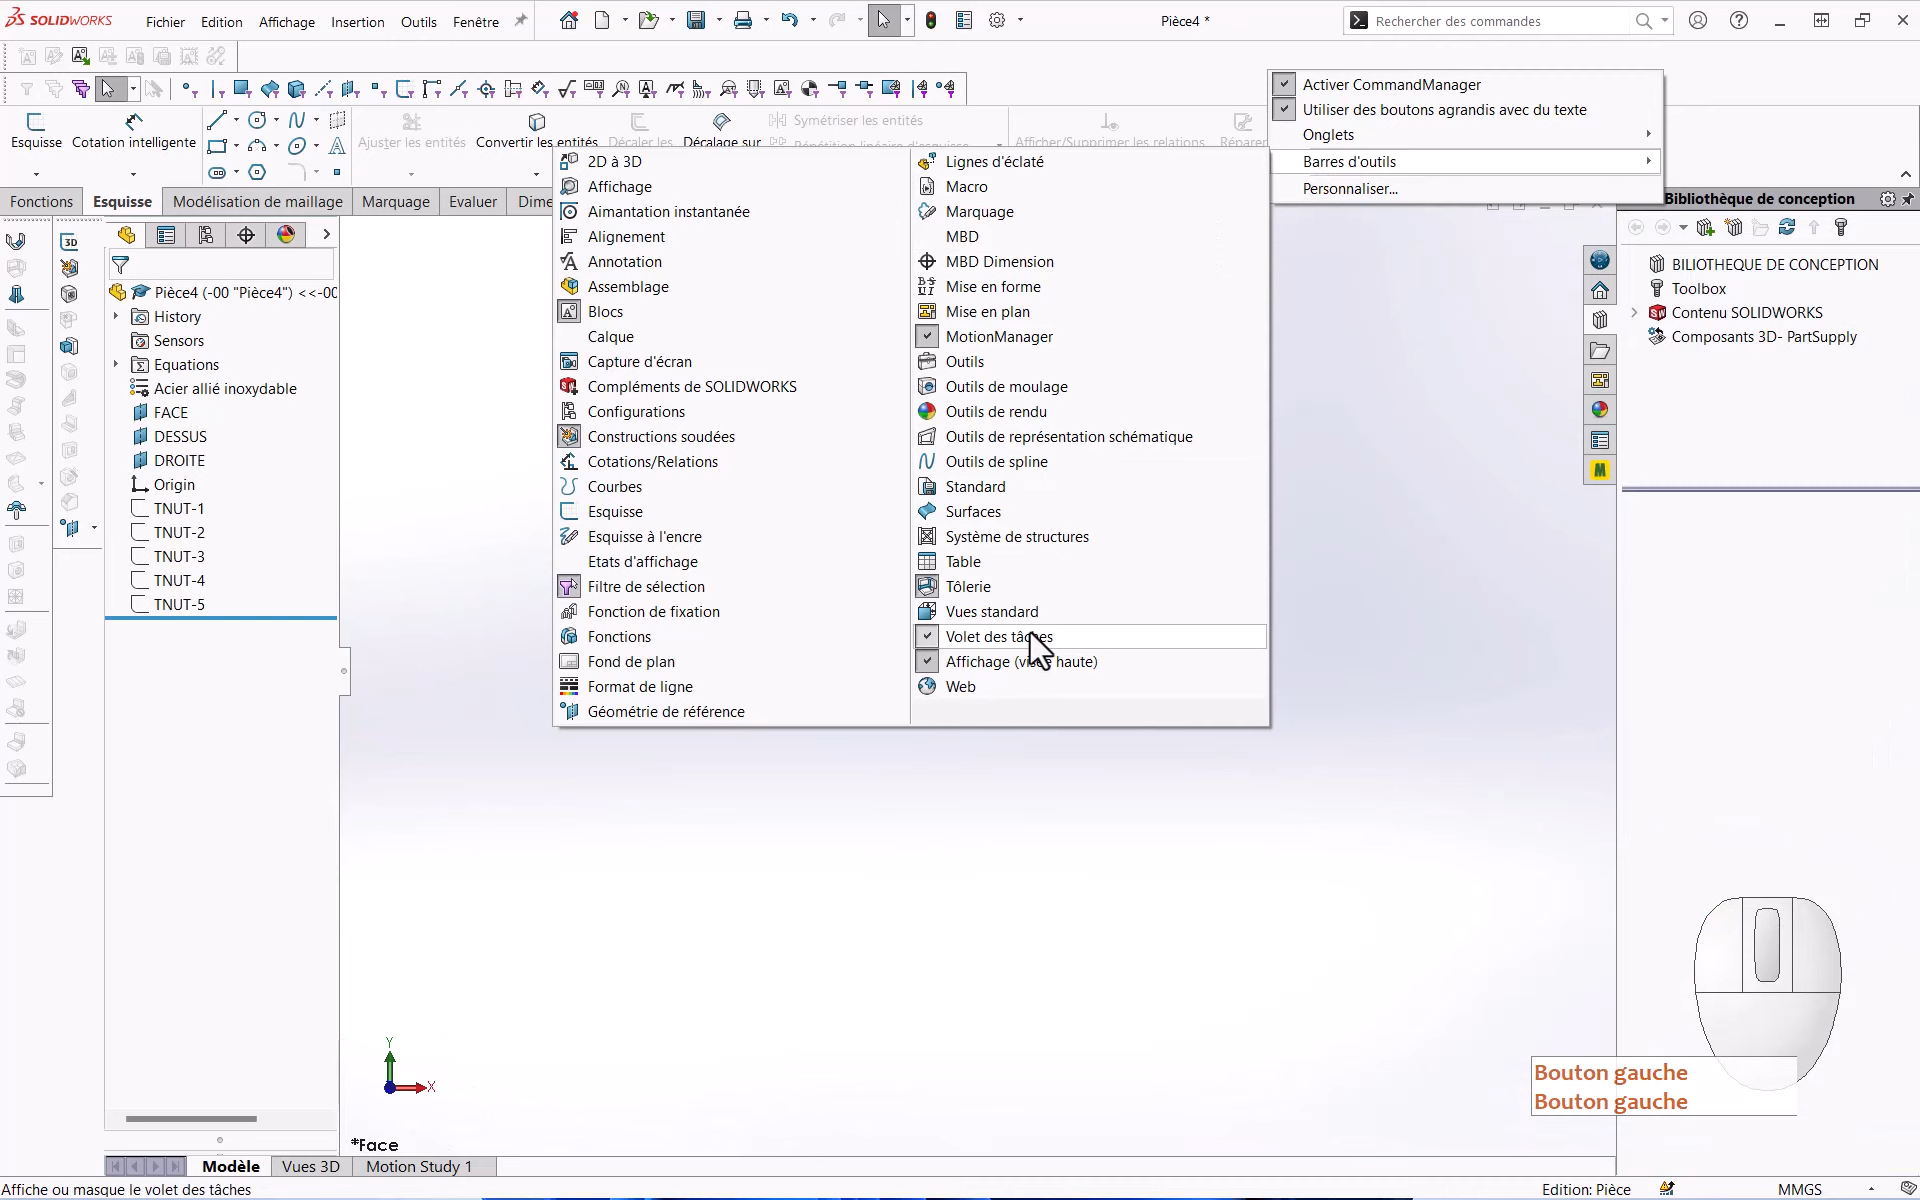 SOLIDWORKS
Fichier
Edition
Affichage
Insertion
Outils
Fenêtre
Pièce4 *
Rechercher des commandes
Esquisse
Cotation intelligente
Ajuster les entités
Convertir les entités
Décaler les
Décalage sur
Symétriser les entités
Répétition linéaire d'esquisse
Afficher/Supprimer les relations
Réparer
Activer CommandManager
Utiliser des boutons agrandis avec du texte
Onglets
Barres d'outils
Personnaliser...
Fonctions
Esquisse
Modélisation de maillage
Marquage
Evaluer
Dime
Pièce4 (-00 "Pièce4") <<-00
History
Sensors
Equations
Acier allié inoxydable
FACE
DESSUS
DROITE
Origin
TNUT-1
TNUT-2
TNUT-3
TNUT-4
TNUT-5
2D à 3D
Affichage
Aimantation instantanée
Alignement
Annotation
Assemblage
Blocs
Calque
Capture d'écran
Compléments de SOLIDWORKS
Configurations
Constructions soudées
Cotations/Relations
Courbes
Esquisse
Esquisse à l'encre
Etats d'affichage
Filtre de sélection
Fonction de fixation
Fonctions
Fond de plan
Format de ligne
Géométrie de référence
Lignes d'éclaté
Macro
Marquage
MBD
MBD Dimension
Mise en forme
Mise en plan
MotionManager
Outils
Outils de moulage
Outils de rendu
Outils de représentation schématique
Outils de spline
Standard
Surfaces
Système de structures
Table
Tôlerie
Vues standard
Volet des tâches
Affichage (visée haute)
Web
Bibliothèque de conception
BILIOTHEQUE DE CONCEPTION
Toolbox
Contenu SOLIDWORKS
Composants 3D- PartSupply
Bouton gauche
Bouton gauche
Y
X
*Face
Modèle
Vues 3D
Motion Study 1
Affiche ou masque le volet des tâches
Edition: Pièce
MMGS